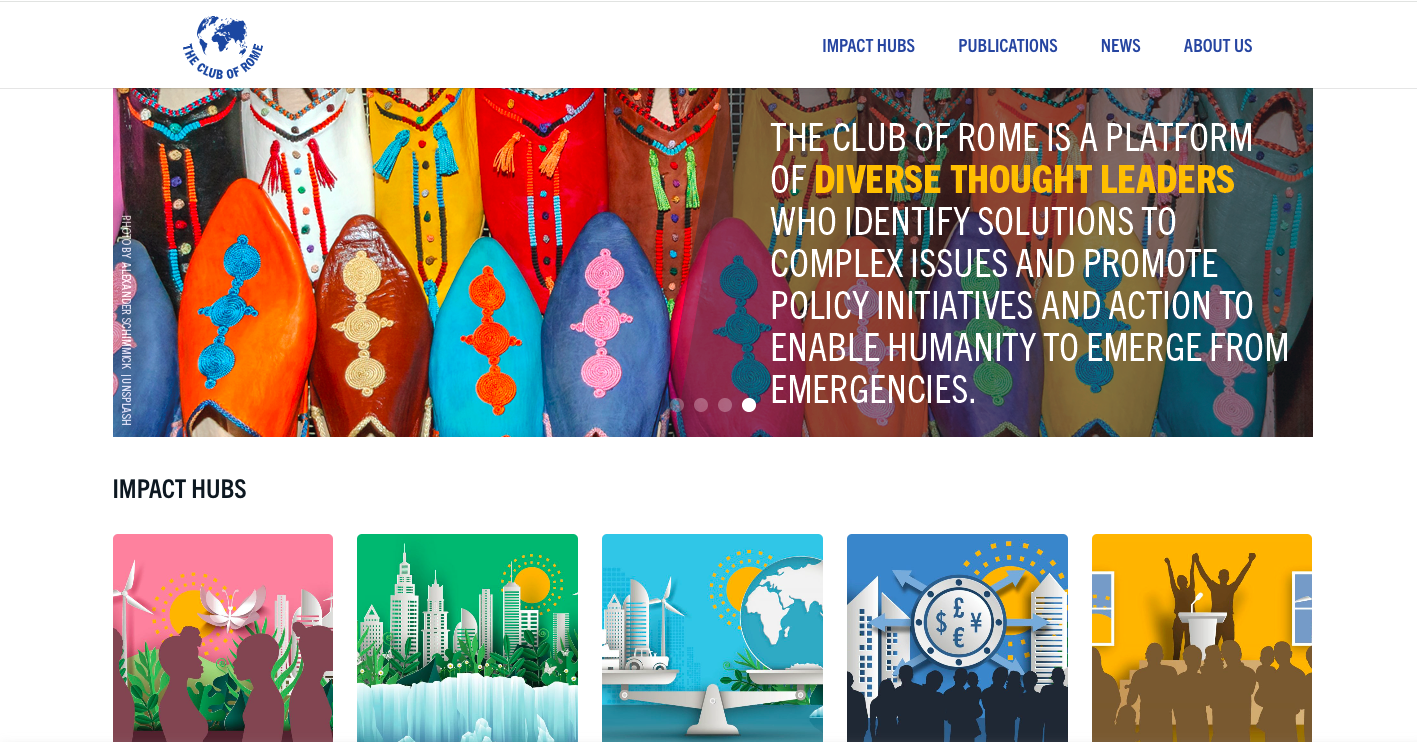 THE CLUB OF ROME
IMPACT HUBS
PUBLICATIONS
NEWS
ABOUT US
THE CLUB OF ROME IS A PLATFORM
OF DIVERSE THOUGHT LEADERS
WHO IDENTIFY SOLUTIONS TO
COMPLEX ISSUES AND PROMOTE
POLICY INITIATIVES AND ACTION TO
ENABLE HUMANITY TO EMERGE FROM
EMERGENCIES.
PHOTO BY ALEXANDER SCHIMMECK |UNSPLASH
IMPACT HUBS
$ £ ¥
€